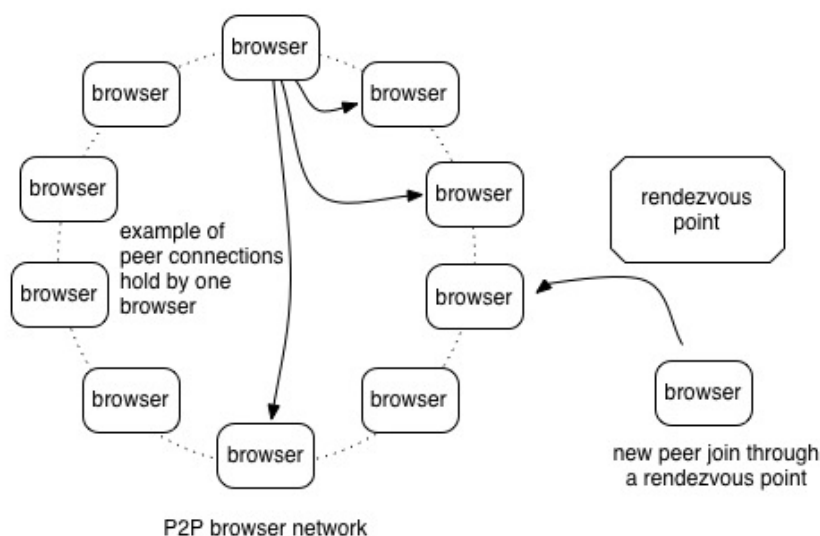 browser
browser
browser
browser
browser
rendezvous
point
example of
peer connections
hold by one
browser
browser
browser
browser
browser
browser
browser
new peer join through
a rendezvous point
browser
P2P browser network